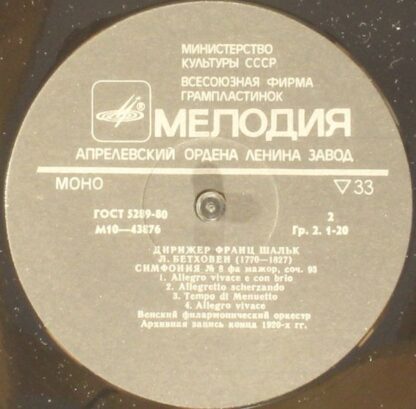 МИНИСТЕРСТВО
КУЛЬТУРЫ СССР
ВСЕСОЮЗНАЯ ФИРМА
ГРАМПЛАСТИНОК
МЕЛОДИЯ
АПРЕЛЕВСКИЙ ОРДЕНА ЛЕНИНА ЗАВОД
МОНО ▽33
ГОСТ 5289-80 2
М10—43876 Гр. 2. 1-20
ДИРИЖЕР ФРАНЦ ШАЛЬК
Л. БЕТХОВЕН (1770—1827)
СИМФОНИЯ № 8 фа мажор, соч. 93
1. Allegro vivace e con brio
2. Allegretto scherzando
3. Tempo di Menuetto
4. Allegro vivace
Венский филармонический оркестр
Архивная запись конца 1920-х гг.